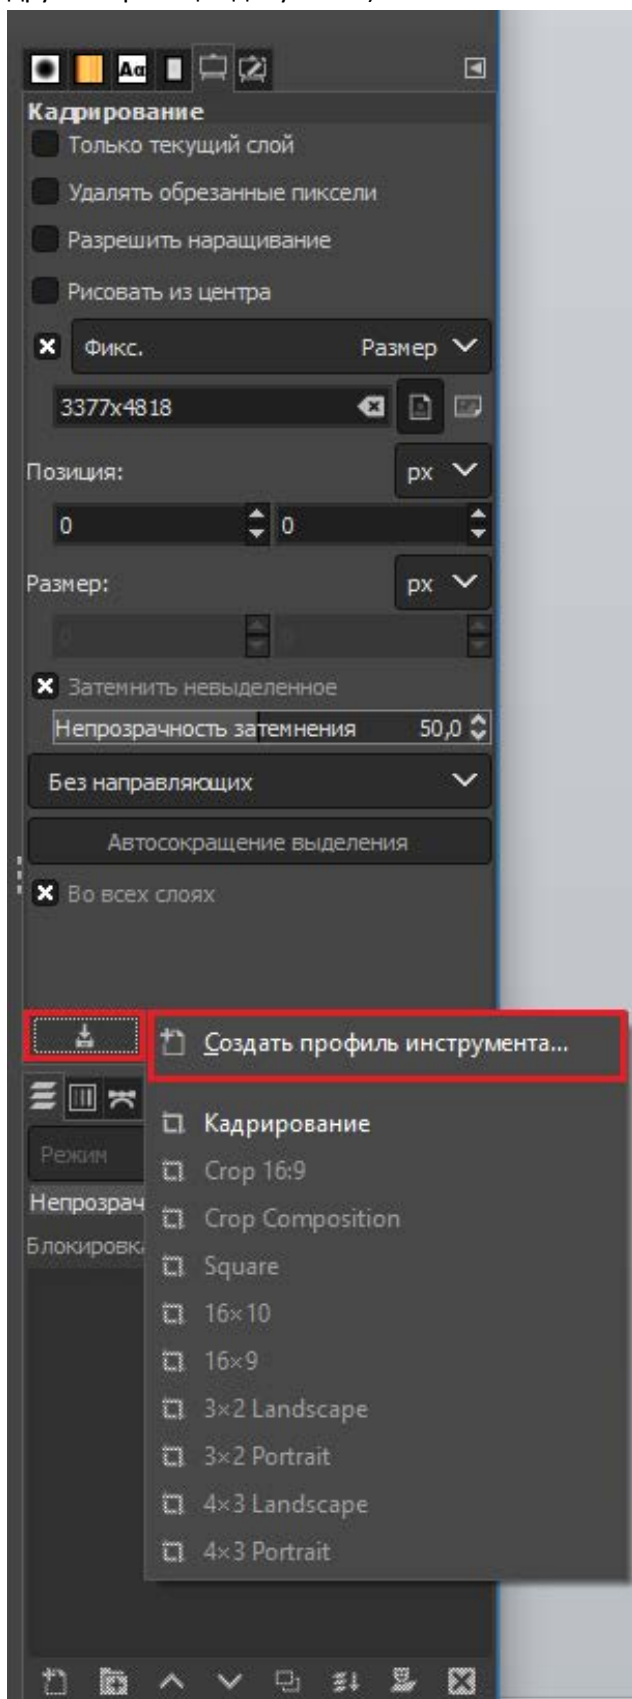 Aα
Кадрирование
Только текущий слой
Удалять обрезанные пиксели
Разрешить наращивание
Рисовать из центра
Фикс. Размер
3377x4818
Позиция: px
0 0
Размер: px
0 0
Затемнить невыделенное
Непрозрачность затемнения 50,0
Без направляющих
Автосокращение выделения
Во всех слоях
Создать профиль инструмента...
Кадрирование
Режим
Crop 16:9
Непрозрач
Crop Composition
Блокировка
Square
16×10
16×9
3×2 Landscape
3×2 Portrait
4×3 Landscape
4×3 Portrait